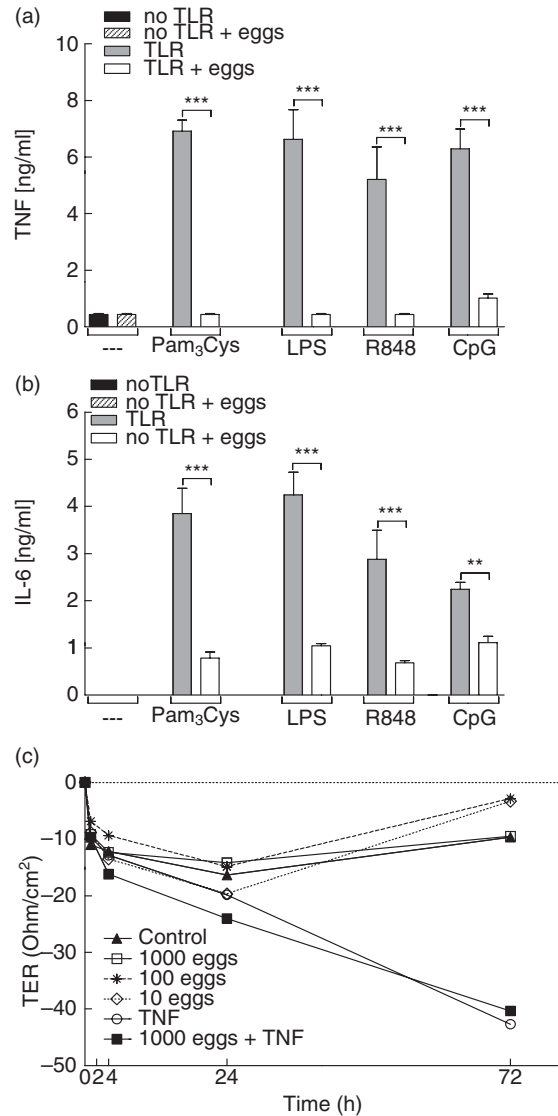 (a)
no TLR
no TLR + eggs
TLR
TLR + eggs
10
8
6
4
2
0
TNF [ng/ml]
*** *** *** ***
--- Pam₃Cys LPS R848 CpG
(b)
noTLR
no TLR + eggs
TLR
no TLR + eggs
6
5
4
3
2
1
0
IL-6 [ng/ml]
*** *** *** **
--- Pam₃Cys LPS R848 CpG
(c)
0
−10
−20
−30
−40
−50
TER (Ohm/cm²)
Control
1000 eggs
100 eggs
10 eggs
TNF
1000 eggs + TNF
024 24 72
Time (h)